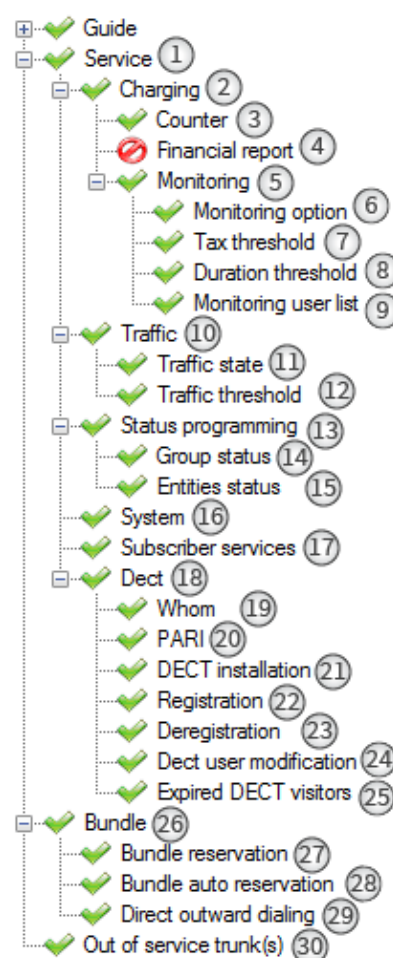 Guide
Service 1
Charging 2
Counter 3
Financial report 4
Monitoring 5
Monitoring option 6
Tax threshold 7
Duration threshold 8
Monitoring user list 9
Traffic 10
Traffic state 11
Traffic threshold 12
Status programming 13
Group status 14
Entities status 15
System 16
Subscriber services 17
Dect 18
Whom 19
PARI 20
DECT installation 21
Registration 22
Deregistration 23
Dect user modification 24
Expired DECT visitors 25
Bundle 26
Bundle reservation 27
Bundle auto reservation 28
Direct outward dialing 29
Out of service trunk(s) 30